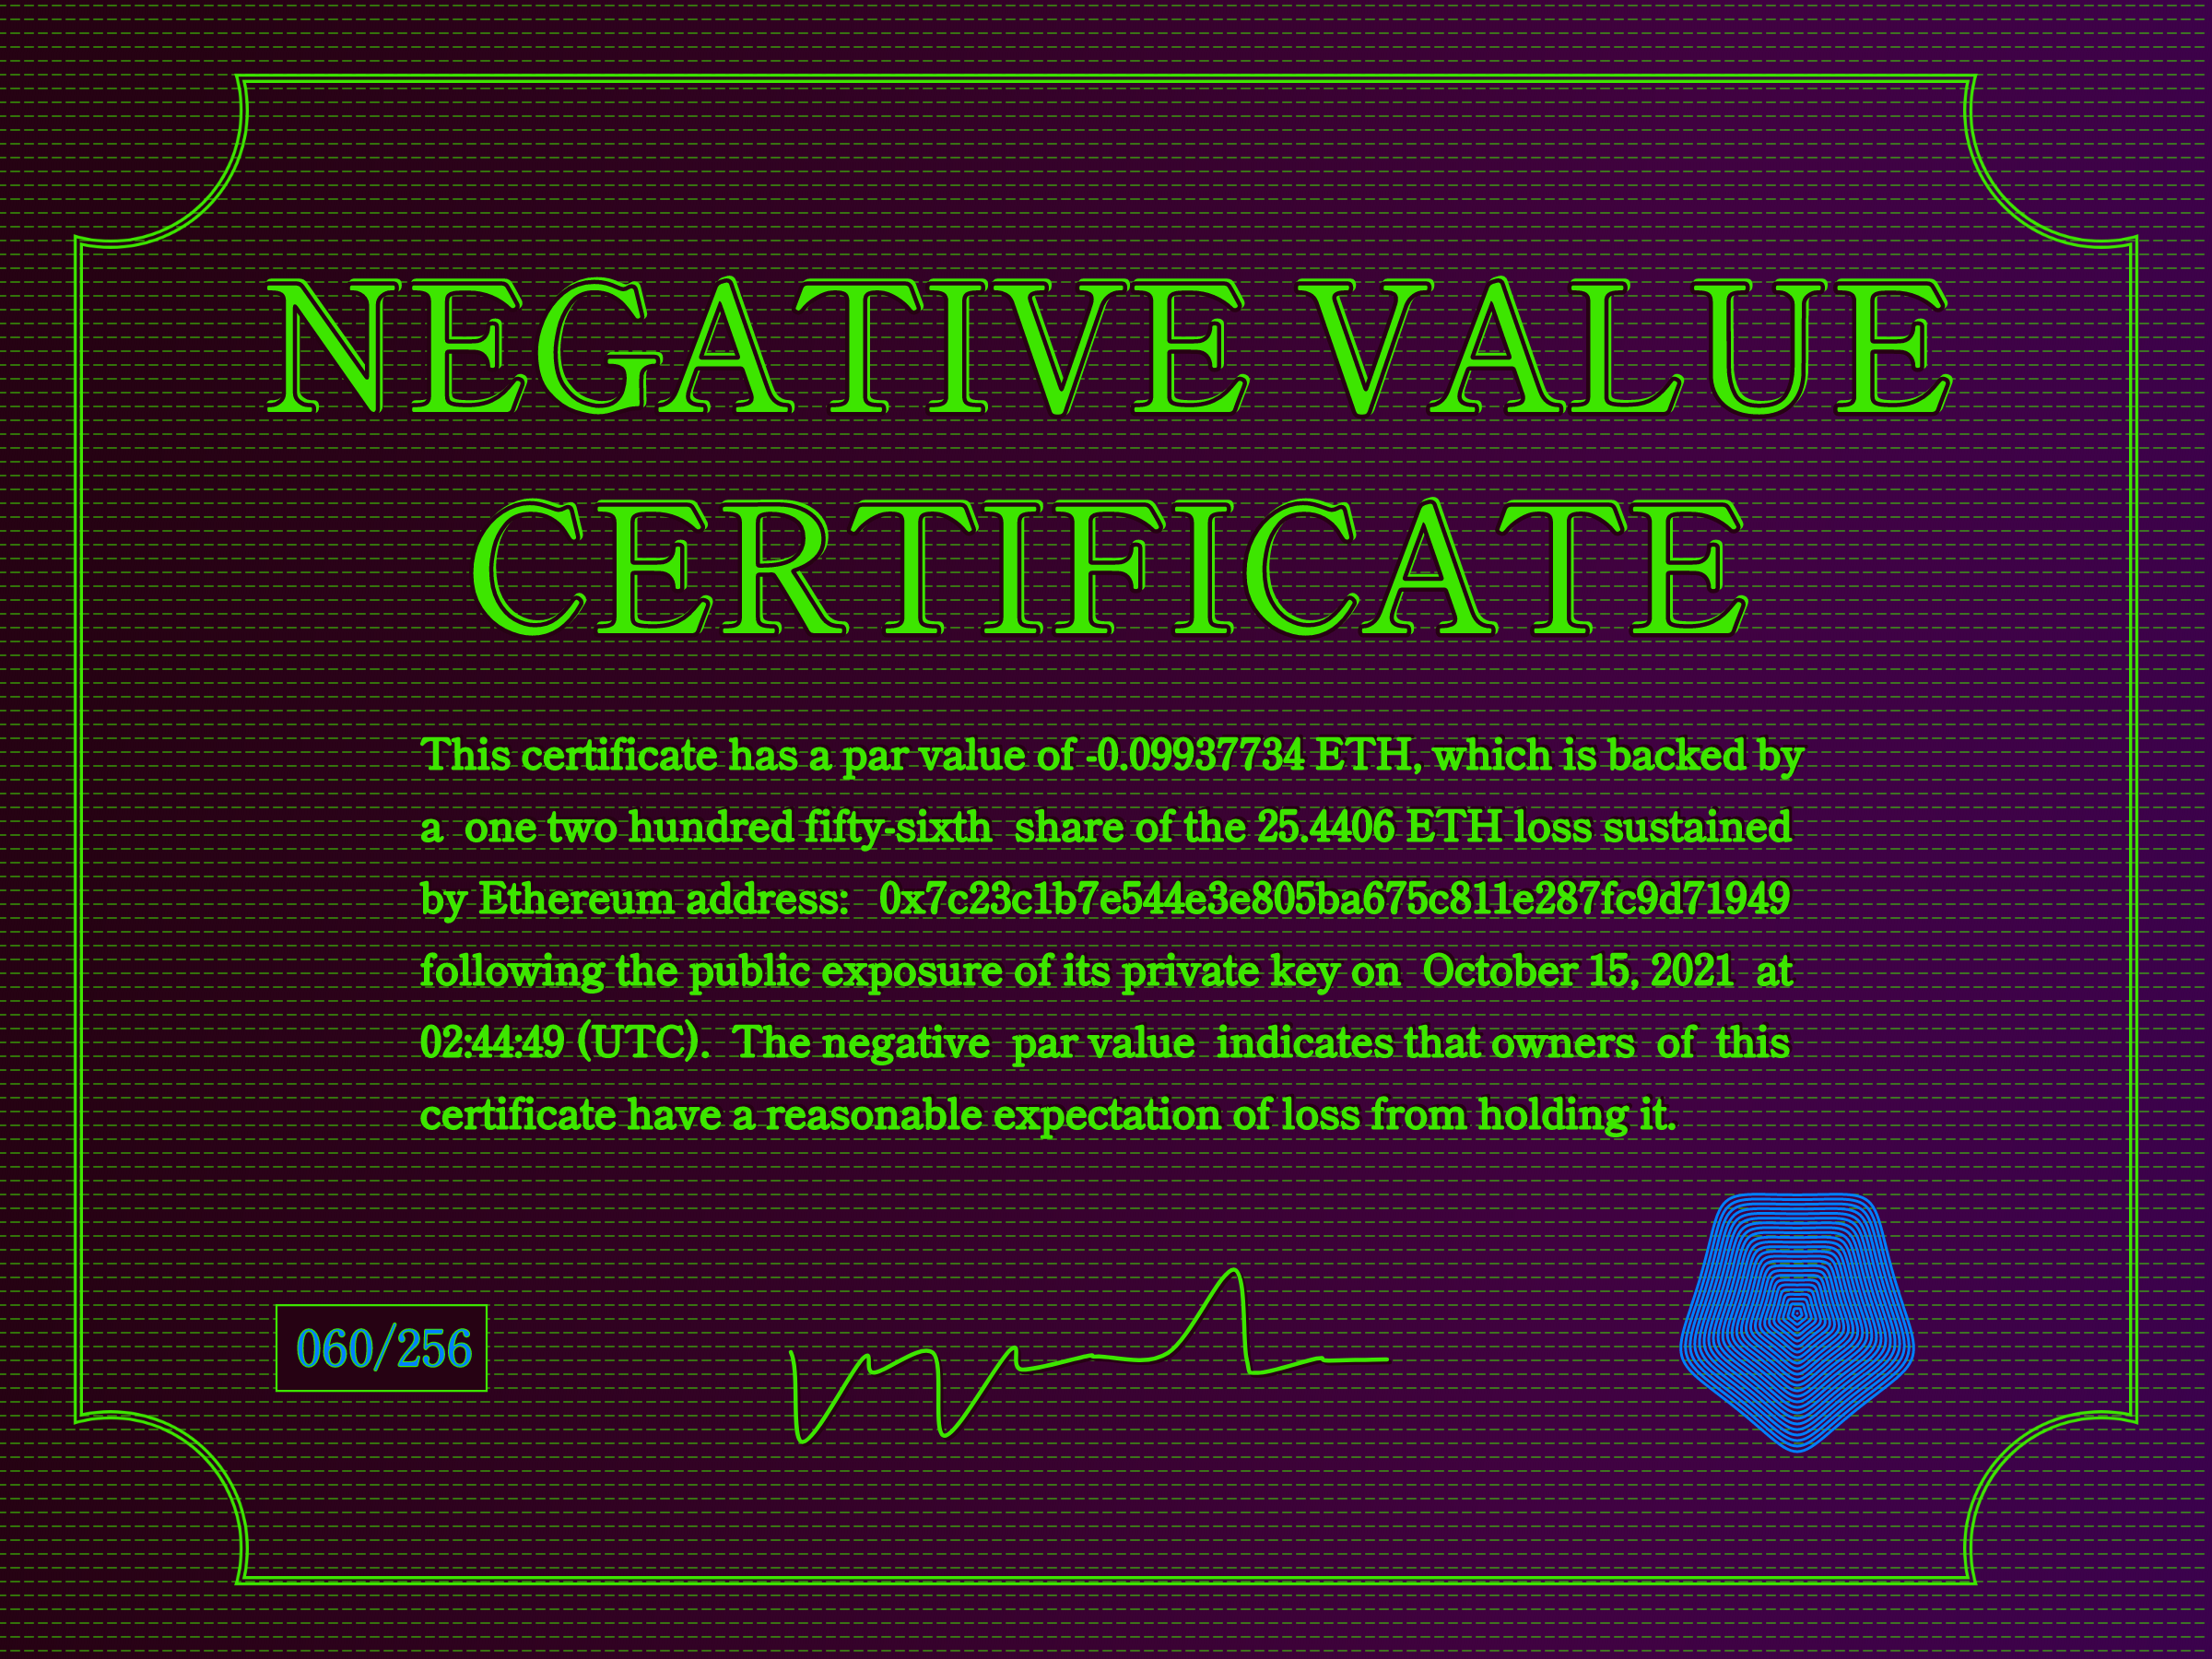 NEGATIVE VALUE
CERTIFICATE
This certificate has a par value of -0.09937734 ETH, which is backed by
a one two hundred fifty-sixth share of the 25.4406 ETH loss sustained
by Ethereum address: 0x7c23c1b7e544e3e805ba675c811e287fc9d71949
following the public exposure of its private key on October 15, 2021 at
02:44:49 (UTC). The negative par value indicates that owners of this
certificate have a reasonable expectation of loss from holding it.
060/256